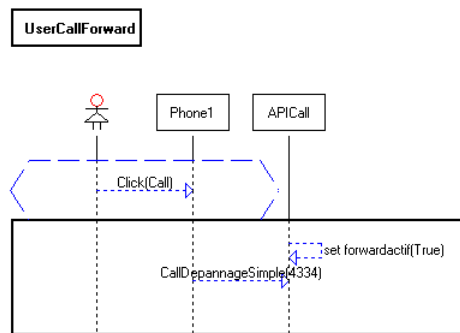 UserCallForward
Phone1
APICall
Click(Call)
set forwardactif(True)
CallDepannageSimple(4334)